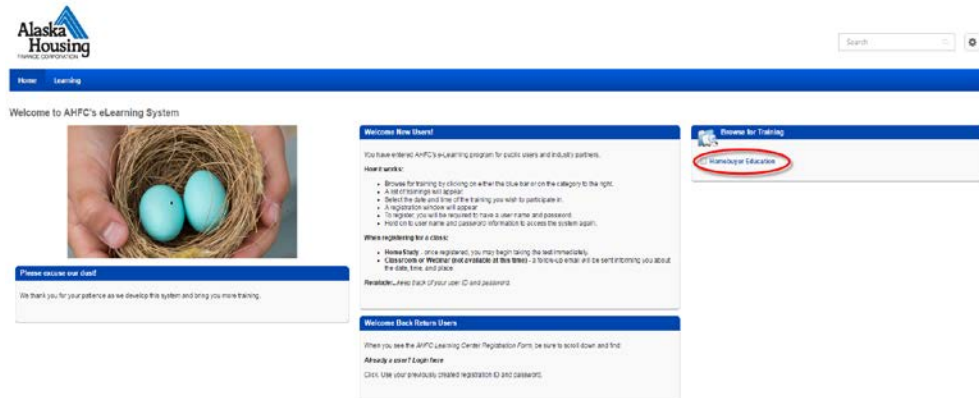 Alaska
Housing
FINANCE CORPORATION
Search
Home Learning
Welcome to AHFC's eLearning System
Please excuse our dust!
We thank you for your patience as we develop this system and bring you more training.
Welcome New Users!
You have entered AHFC's eLearning program for public users and industry partners.
How it works:
Browse for training by clicking on either the blue bar or on the category to the right.
A list of trainings will appear.
Select the date and time of the training you wish to participate in.
A registration window will appear.
To register, you will be required to have a user name and password.
Hold on to user name and password information to access the system again.
When registering for a class:
Home Study - once registered, you may begin taking the test immediately.
Classroom or Webinar (not available at this time) - a follow-up email will be sent informing you about
the date, time, and place.
Reminder...keep track of your user ID and password.
Welcome Back Return Users
When you see the AHFC Learning Center Registration Form, be sure to scroll down and find
Already a user? Login here
Click. Use your previously created registration ID and password.
Browse for Training
Homebuyer Education